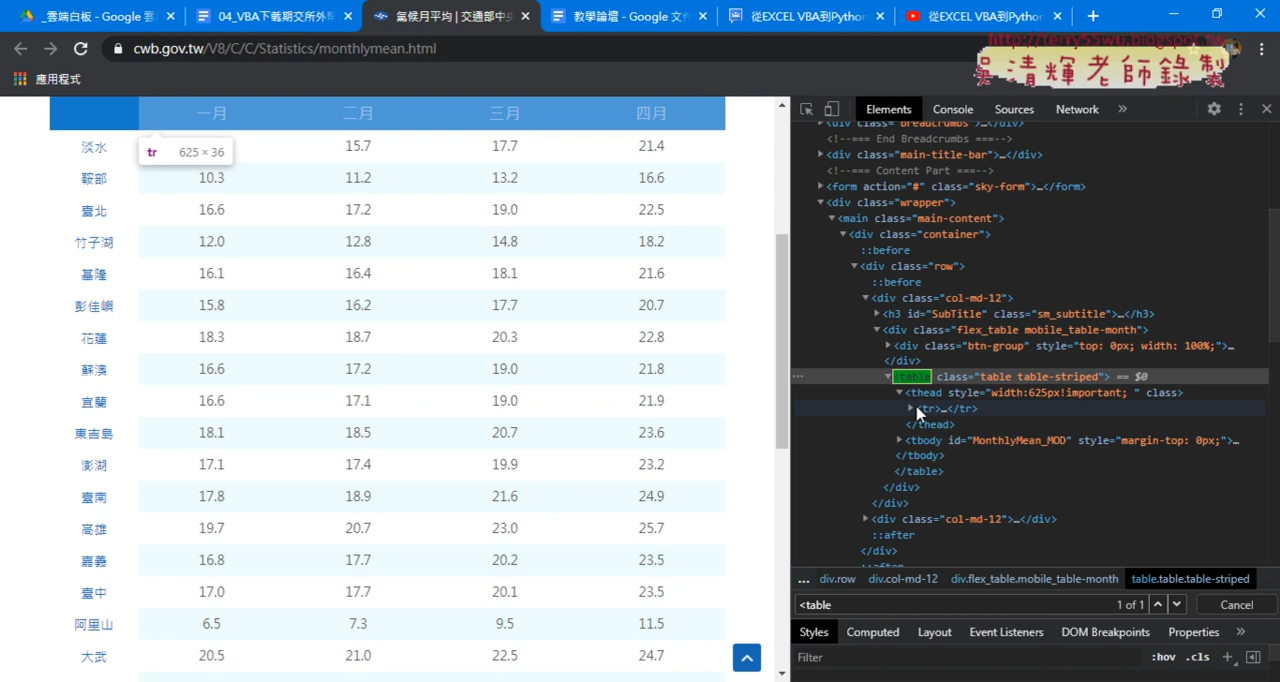 _雲端白板 - Google 雲 04_VBA下載期交所外幣 氣候月平均 | 交通部中央 教學論壇 - Google 文件 從EXCEL VBA到Python 從EXCEL VBA到Python
cwb.gov.tw/V8/C/C/Statistics/monthlymean.html
http://terry55wu.blogspot.tw
吳清輝老師錄製
應用程式
一月 二月 三月 四月
淡水 15.7 17.7 21.4
tr 625 × 36
鞍部 10.3 11.2 13.2 16.6
臺北 16.6 17.2 19.0 22.5
竹子湖 12.0 12.8 14.8 18.2
基隆 16.1 16.4 18.1 21.6
彭佳嶼 15.8 16.2 17.7 20.7
花蓮 18.3 18.7 20.3 22.8
蘇澳 16.6 17.2 19.0 21.8
宜蘭 16.6 17.1 19.0 21.9
東吉島 18.1 18.5 20.7 23.6
澎湖 17.1 17.4 19.9 23.2
臺南 17.8 18.9 21.6 24.9
高雄 19.7 20.7 23.0 25.7
嘉義 16.8 17.7 20.2 23.5
臺中 17.0 17.7 20.1 23.5
阿里山 6.5 7.3 9.5 11.5
大武 20.5 21.0 22.5 24.7
Elements Console Sources Network »
<div class="breadcrumbs">…</div>
<!--=== End Breadcrumbs ===-->
<div class="main-title-bar">…</div>
<!--=== Content Part ===-->
<form action="#" class="sky-form">…</form>
<div class="wrapper">
<main class="main-content">
<div class="container">
::before
<div class="row">
::before
<div class="col-md-12">
<h3 id="SubTitle" class="sm_subtitle">…</h3>
<div class="flex_table mobile_table-month">
<div class="btn-group" style="top: 0px; width: 100%;">…
</div>
<table class="table table-striped"> == $0
<thead style="width:625px!important; " class>
<tr>…</tr>
</thead>
<tbody id="MonthlyMean_MOD" style="margin-top: 0px;">…
</tbody>
</table>
</div>
</div>
<div class="col-md-12">…</div>
::after
</div>
::after
... div.row div.col-md-12 div.flex_table.mobile_table-month table.table.table-striped
<table 1 of 1 Cancel
Styles Computed Layout Event Listeners DOM Breakpoints Properties »
Filter :hov .cls +